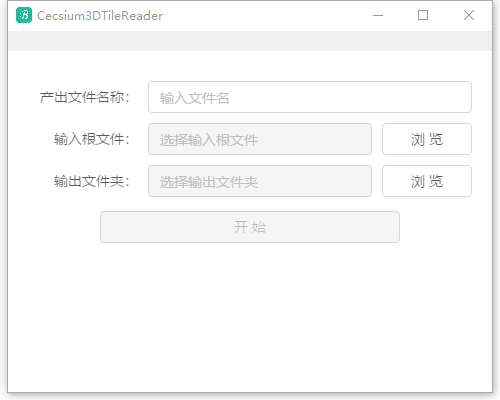 Cecsium3DTileReader
产出文件名称： 输入文件名
输入根文件： 选择输入根文件 浏 览
输出文件夹： 选择输出文件夹 浏 览
开 始